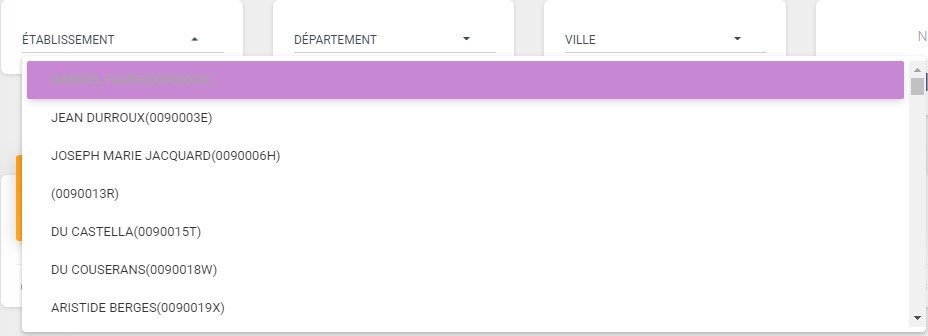 ÉTABLISSEMENT DÉPARTEMENT VILLE N
JEAN DURROUX(0090003E)
JOSEPH MARIE JACQUARD(0090006H)
(0090013R)
DU CASTELLA(0090015T)
DU COUSERANS(0090018W)
ARISTIDE BERGES(0090019X)